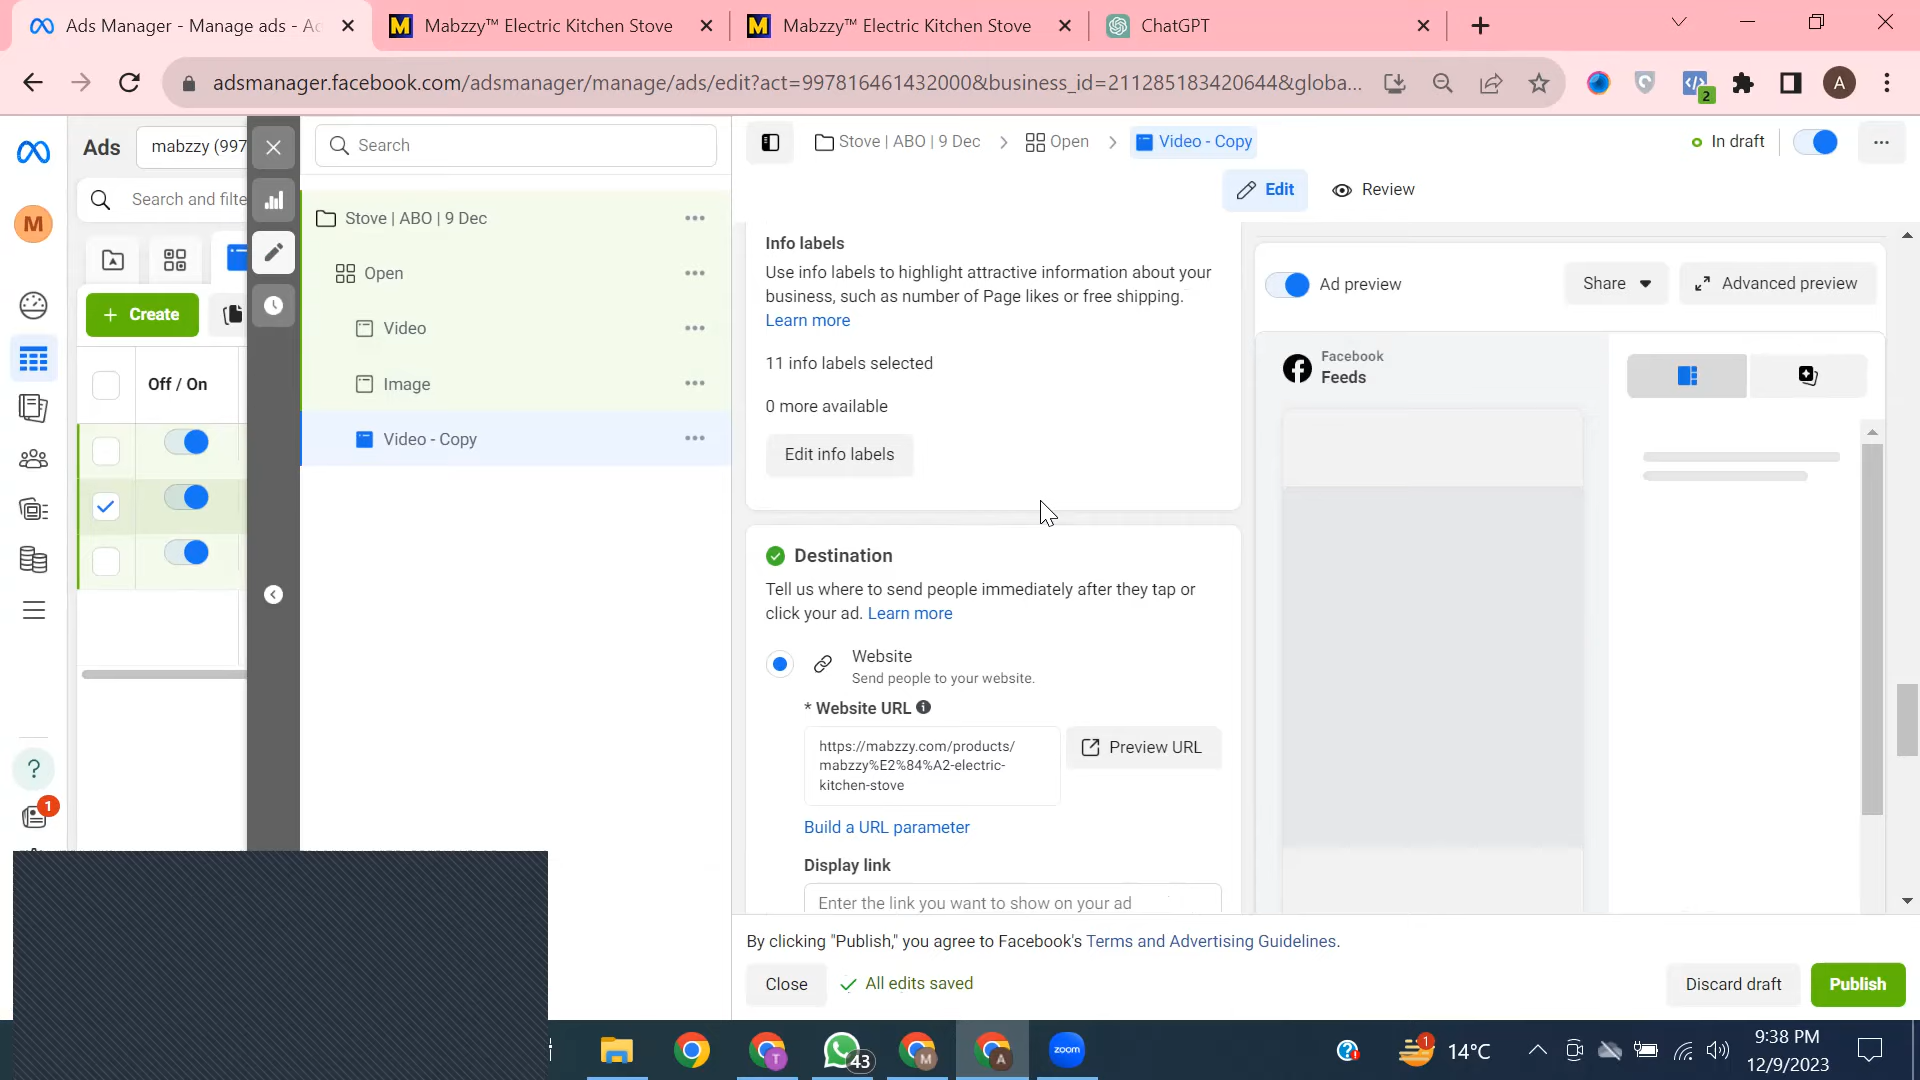 Ads Manager - Manage ads - Ac
Mabzzy™ Electric Kitchen Stove
Mabzzy™ Electric Kitchen Stove
ChatGPT
adsmanager.facebook.com/adsmanager/manage/ads/edit?act=997816461432000&business_id=211285183420644&globa...
2
A
Ads
mabzzy (997
Search
Stove | ABO | 9 Dec
Open
Video - Copy
In draft
Edit
Review
Search and filte
M
Create
Off / On
Stove | ABO | 9 Dec
Open
Video
Image
Video - Copy
Info labels
Use info labels to highlight attractive information about your
business, such as number of Page likes or free shipping.
Learn more
11 info labels selected
0 more available
Edit info labels
Destination
Tell us where to send people immediately after they tap or
click your ad. Learn more
Website
Send people to your website.
* Website URL
https://mabzzy.com/products/
mabzzy%E2%84%A2-electric-
kitchen-stove
Preview URL
Build a URL parameter
Display link
Enter the link you want to show on your ad
Ad preview
Share
Advanced preview
Facebook
Feeds
1
By clicking "Publish," you agree to Facebook's Terms and Advertising Guidelines.
Close
All edits saved
Discard draft
Publish
T
43
M
A
zoom
1
14°C
9:38 PM
12/9/2023